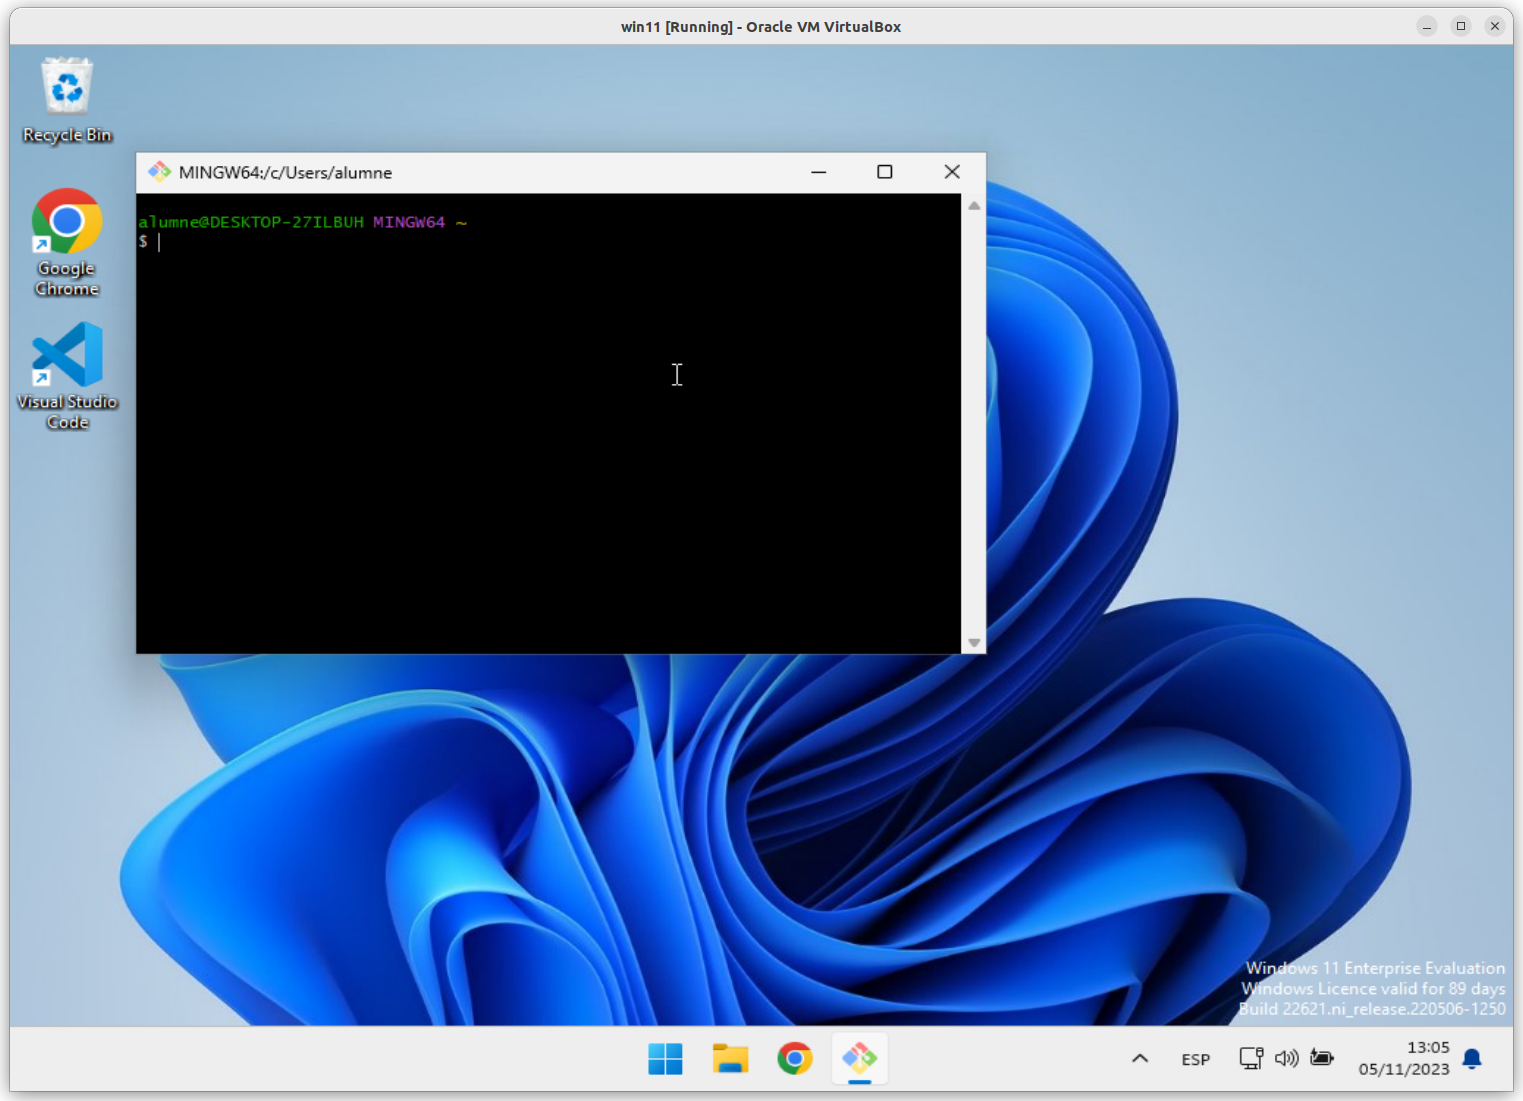 win11 [Running] - Oracle VM VirtualBox
Recycle Bin
Google
Chrome
Visual Studio
Code
MINGW64:/c/Users/alumne
alumne@DESKTOP-27ILBUH MINGW64 ~
$
Windows 11 Enterprise Evaluation
Windows Licence valid for 89 days
Build 22621.ni_release.220506-1250
ESP
13:05
05/11/2023